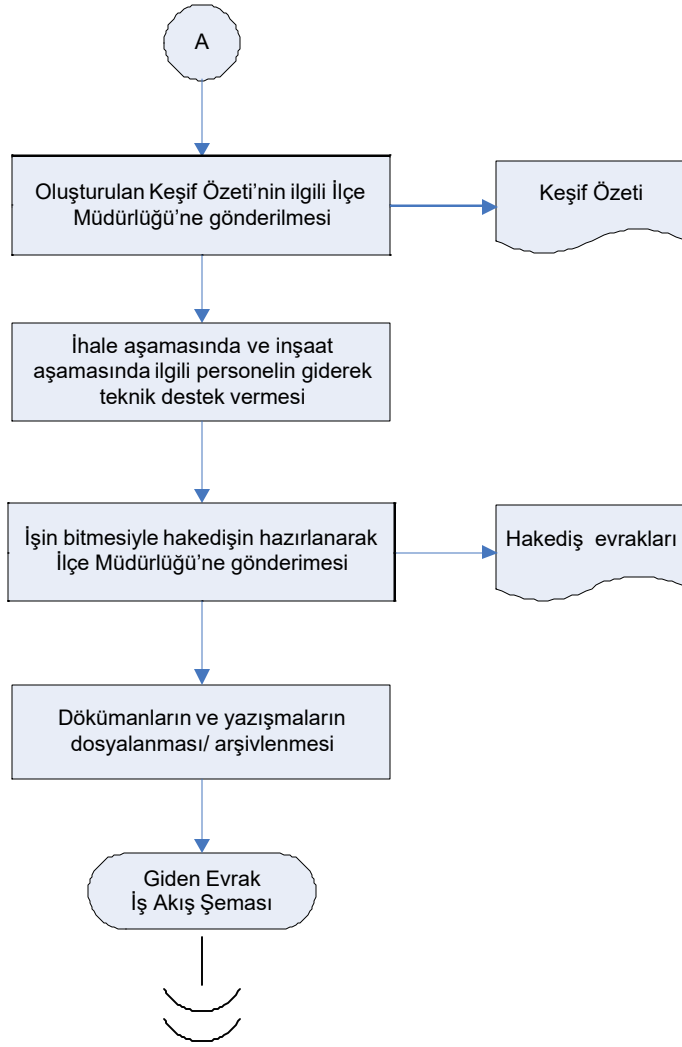 A
Oluşturulan Keşif Özeti’nin ilgili İlçe
Müdürlüğü’ne gönderilmesi
Keşif Özeti
İhale aşamasında ve inşaat
aşamasında ilgili personelin giderek
teknik destek vermesi
İşin bitmesiyle hakedişin hazırlanarak
İlçe Müdürlüğü’ne gönderimesi
Hakediş evrakları
Dökümanların ve yazışmaların
dosyalanması/ arşivlenmesi
Giden Evrak
İş Akış Şeması